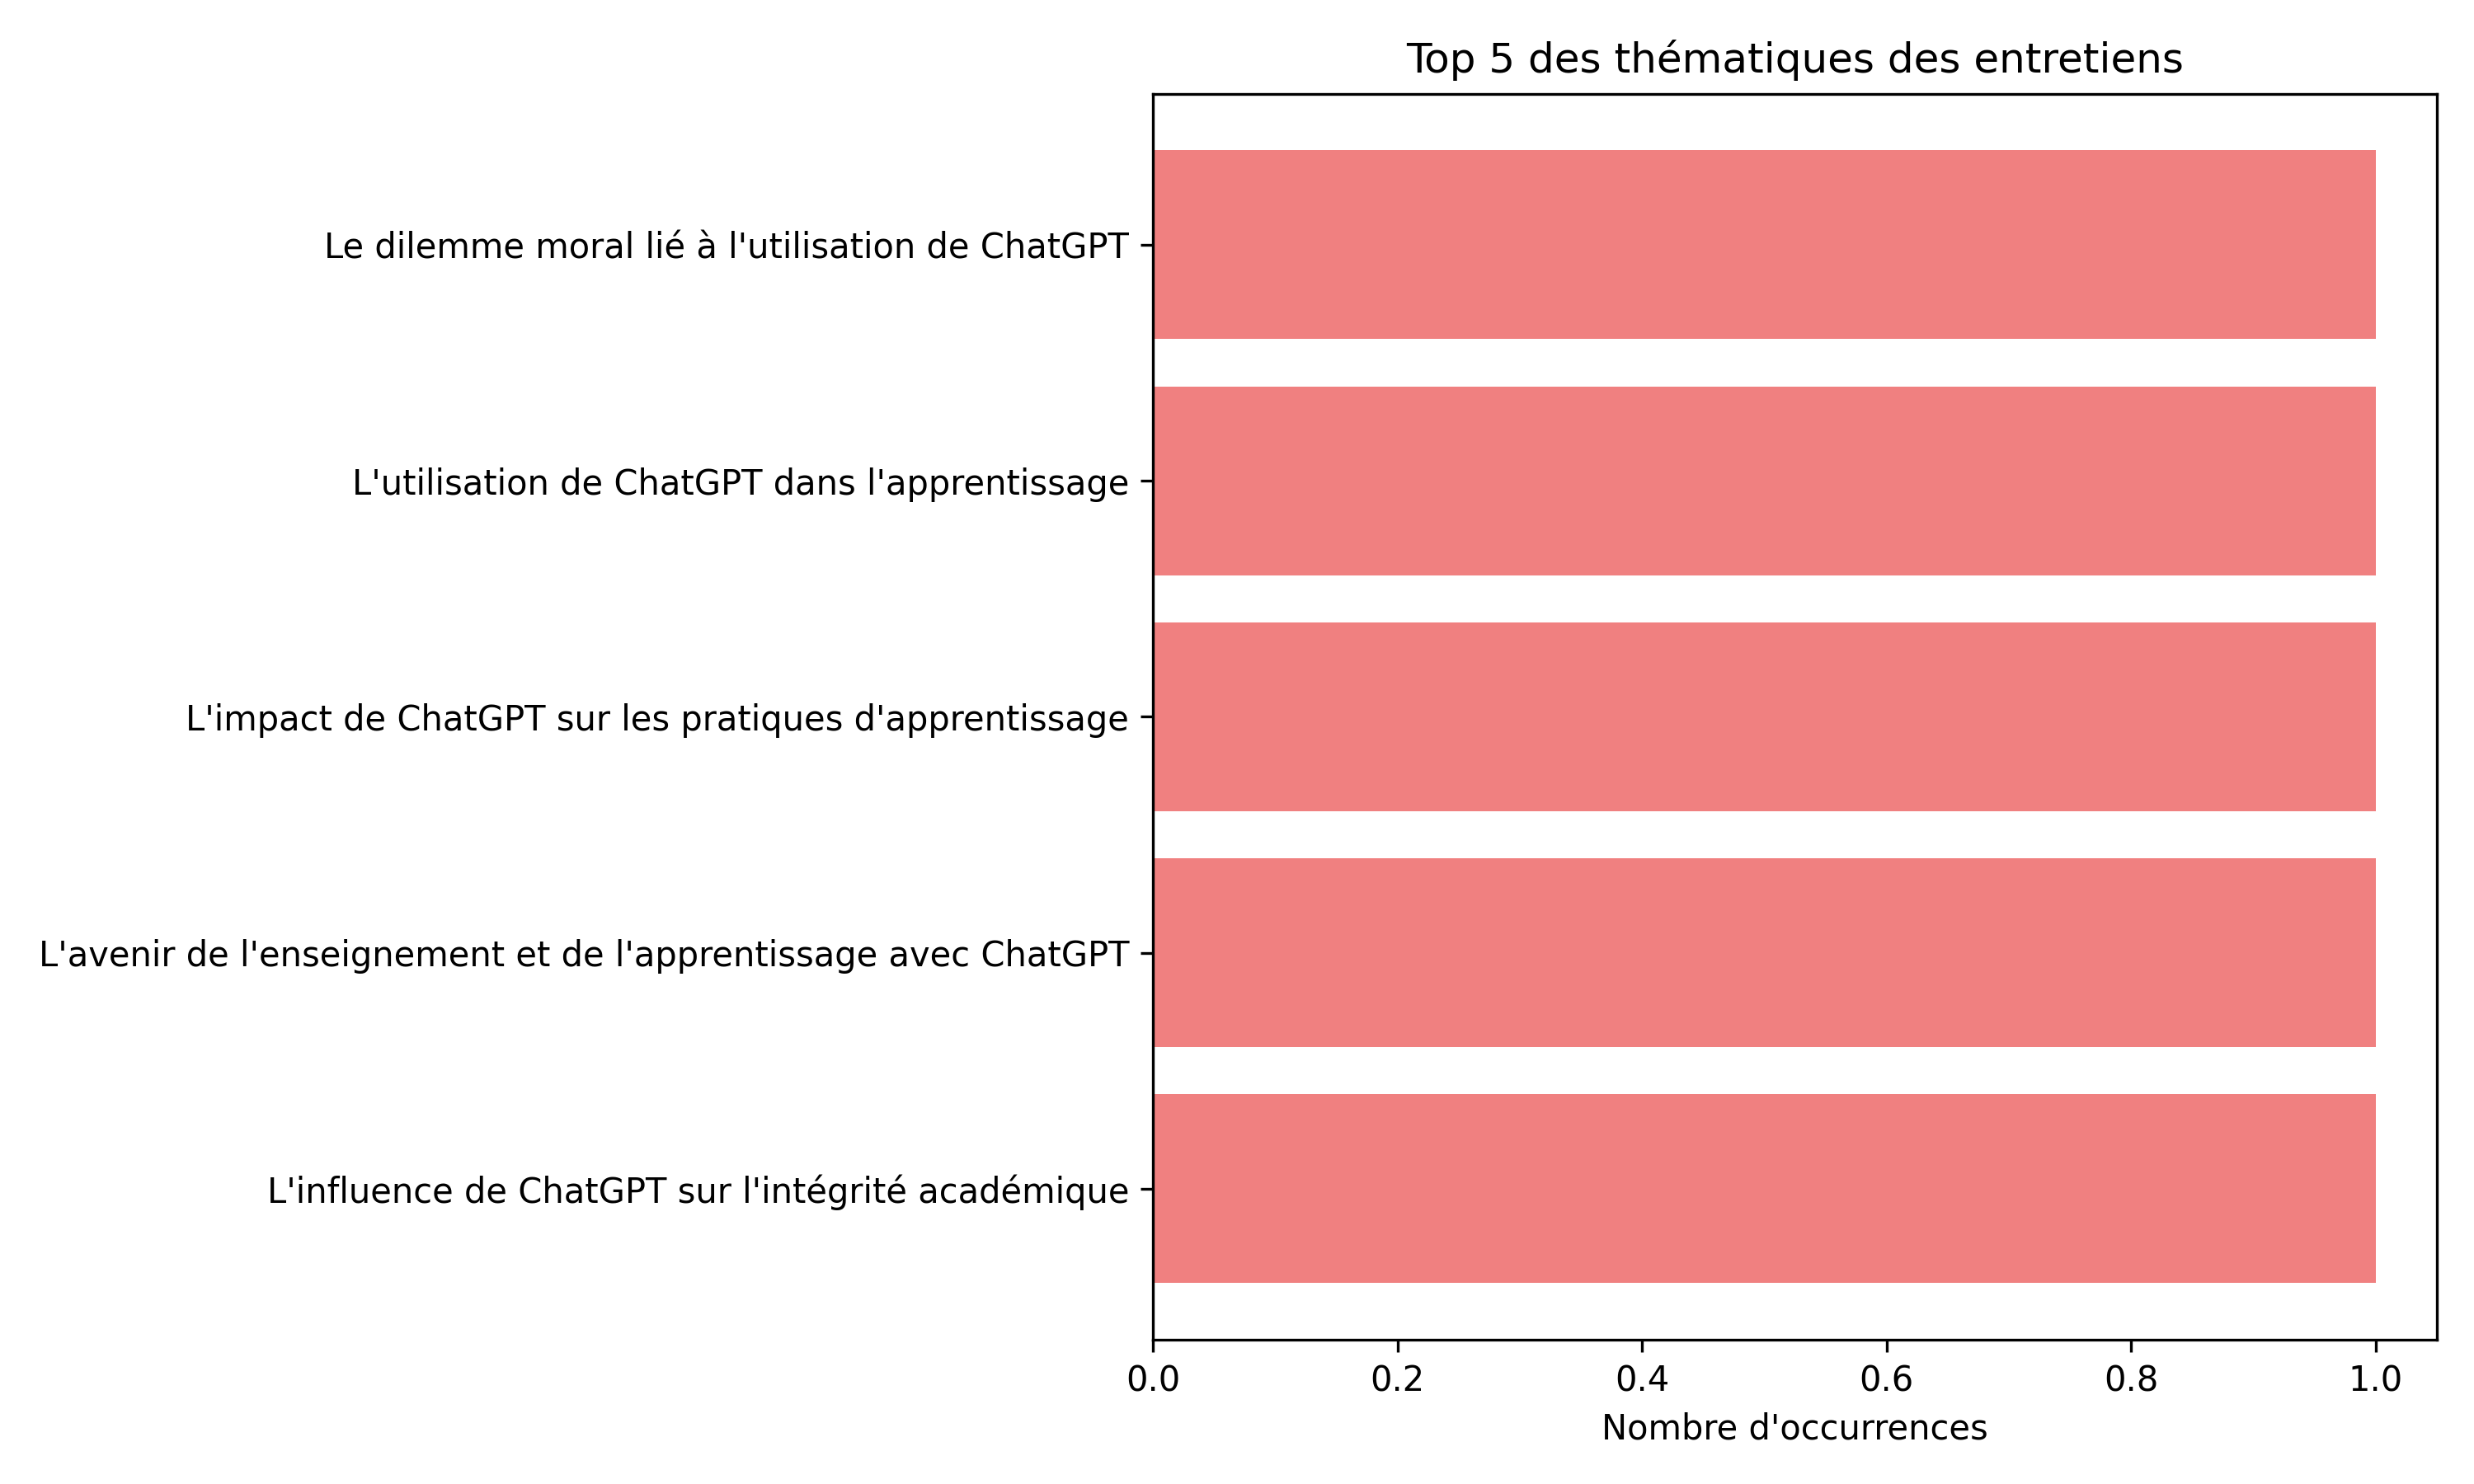 Top 5 des thématiques des entretiens
Le dilemme moral lié à l'utilisation de ChatGPT
L'utilisation de ChatGPT dans l'apprentissage
L'impact de ChatGPT sur les pratiques d'apprentissage
L'avenir de l'enseignement et de l'apprentissage avec ChatGPT
L'influence de ChatGPT sur l'intégrité académique
0.0 0.2 0.4 0.6 0.8 1.0
Nombre d'occurrences